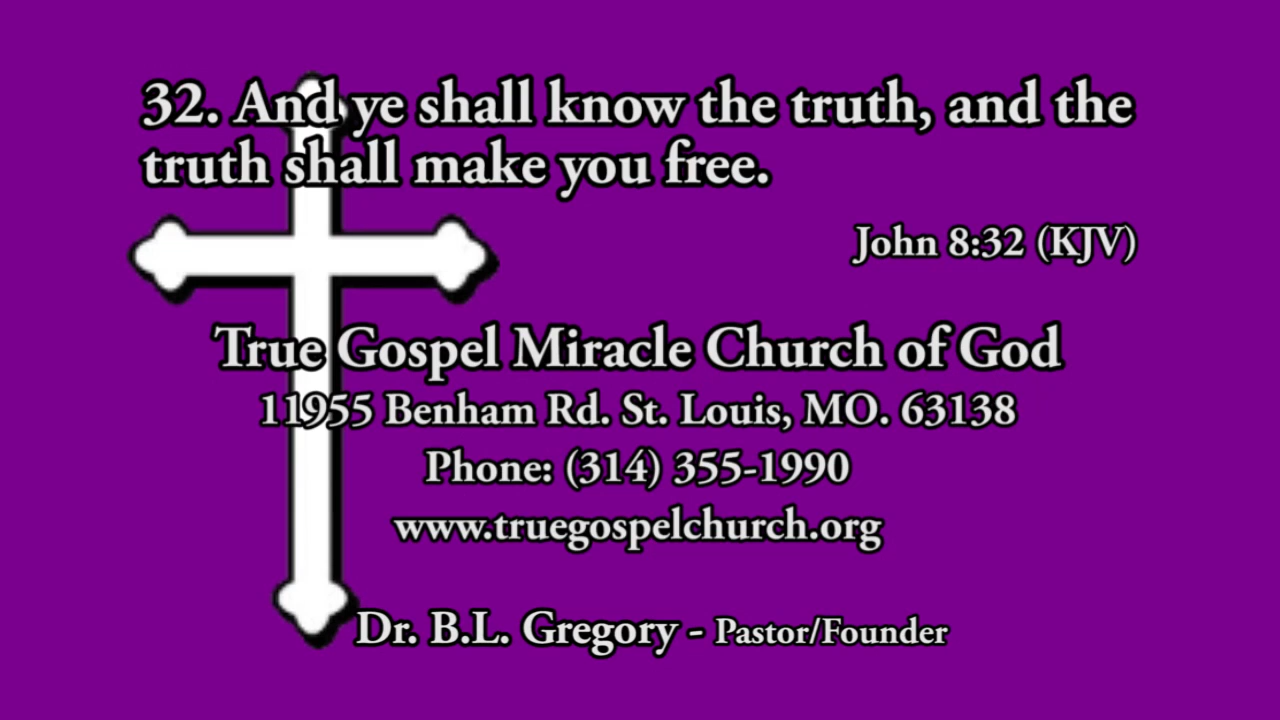 32. And ye shall know the truth, and the
truth shall make you free.
John 8:32 (KJV)
True Gospel Miracle Church of God
11955 Benham Rd. St. Louis, MO. 63138
Phone: (314) 355-1990
www.truegospelchurch.org
Dr. B.L. Gregory - Pastor/Founder